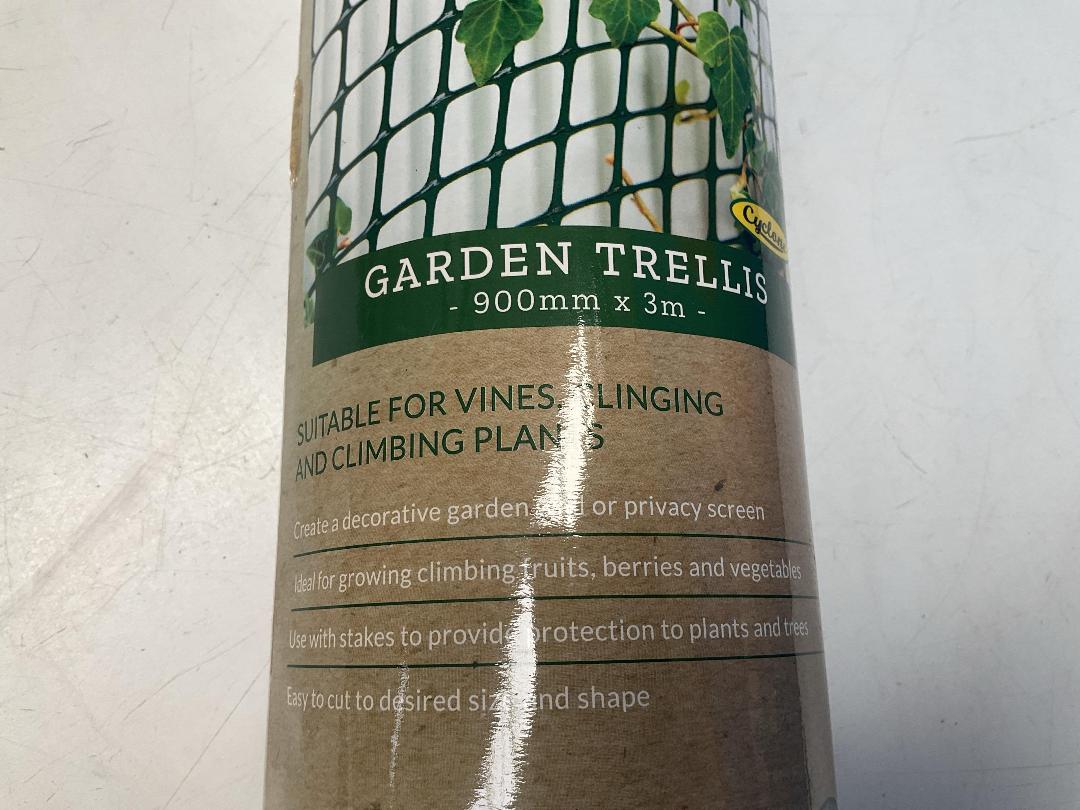 Cyclone
GARDEN TRELLIS
- 900mm x 3m -
SUITABLE FOR VINES, CLINGING
AND CLIMBING PLANTS
Create a decorative garden or privacy screen
Ideal for growing climbing fruits, berries and vegetables
Use with stakes to provide protection to plants and trees
Easy to cut to desired size and shape